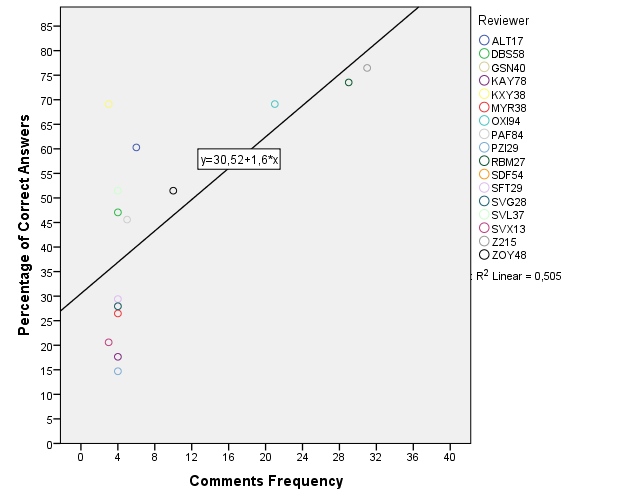 Reviewer
ALT17
DBS58
GSN40
KAY78
KXY38
MYR38
OXI94
PAF84
PZI29
RBM27
SDF54
SFT29
SVG28
SVL37
SVX13
Z215
ZOY48
: R² Linear = 0,505
Percentage of Correct Answers
85
80
75
70
65
60
55
50
45
40
35
30
25
20
15
10
5
0
y=30,52+1,6*x
0 4 8 12 16 20 24 28 32 36 40
Comments Frequency